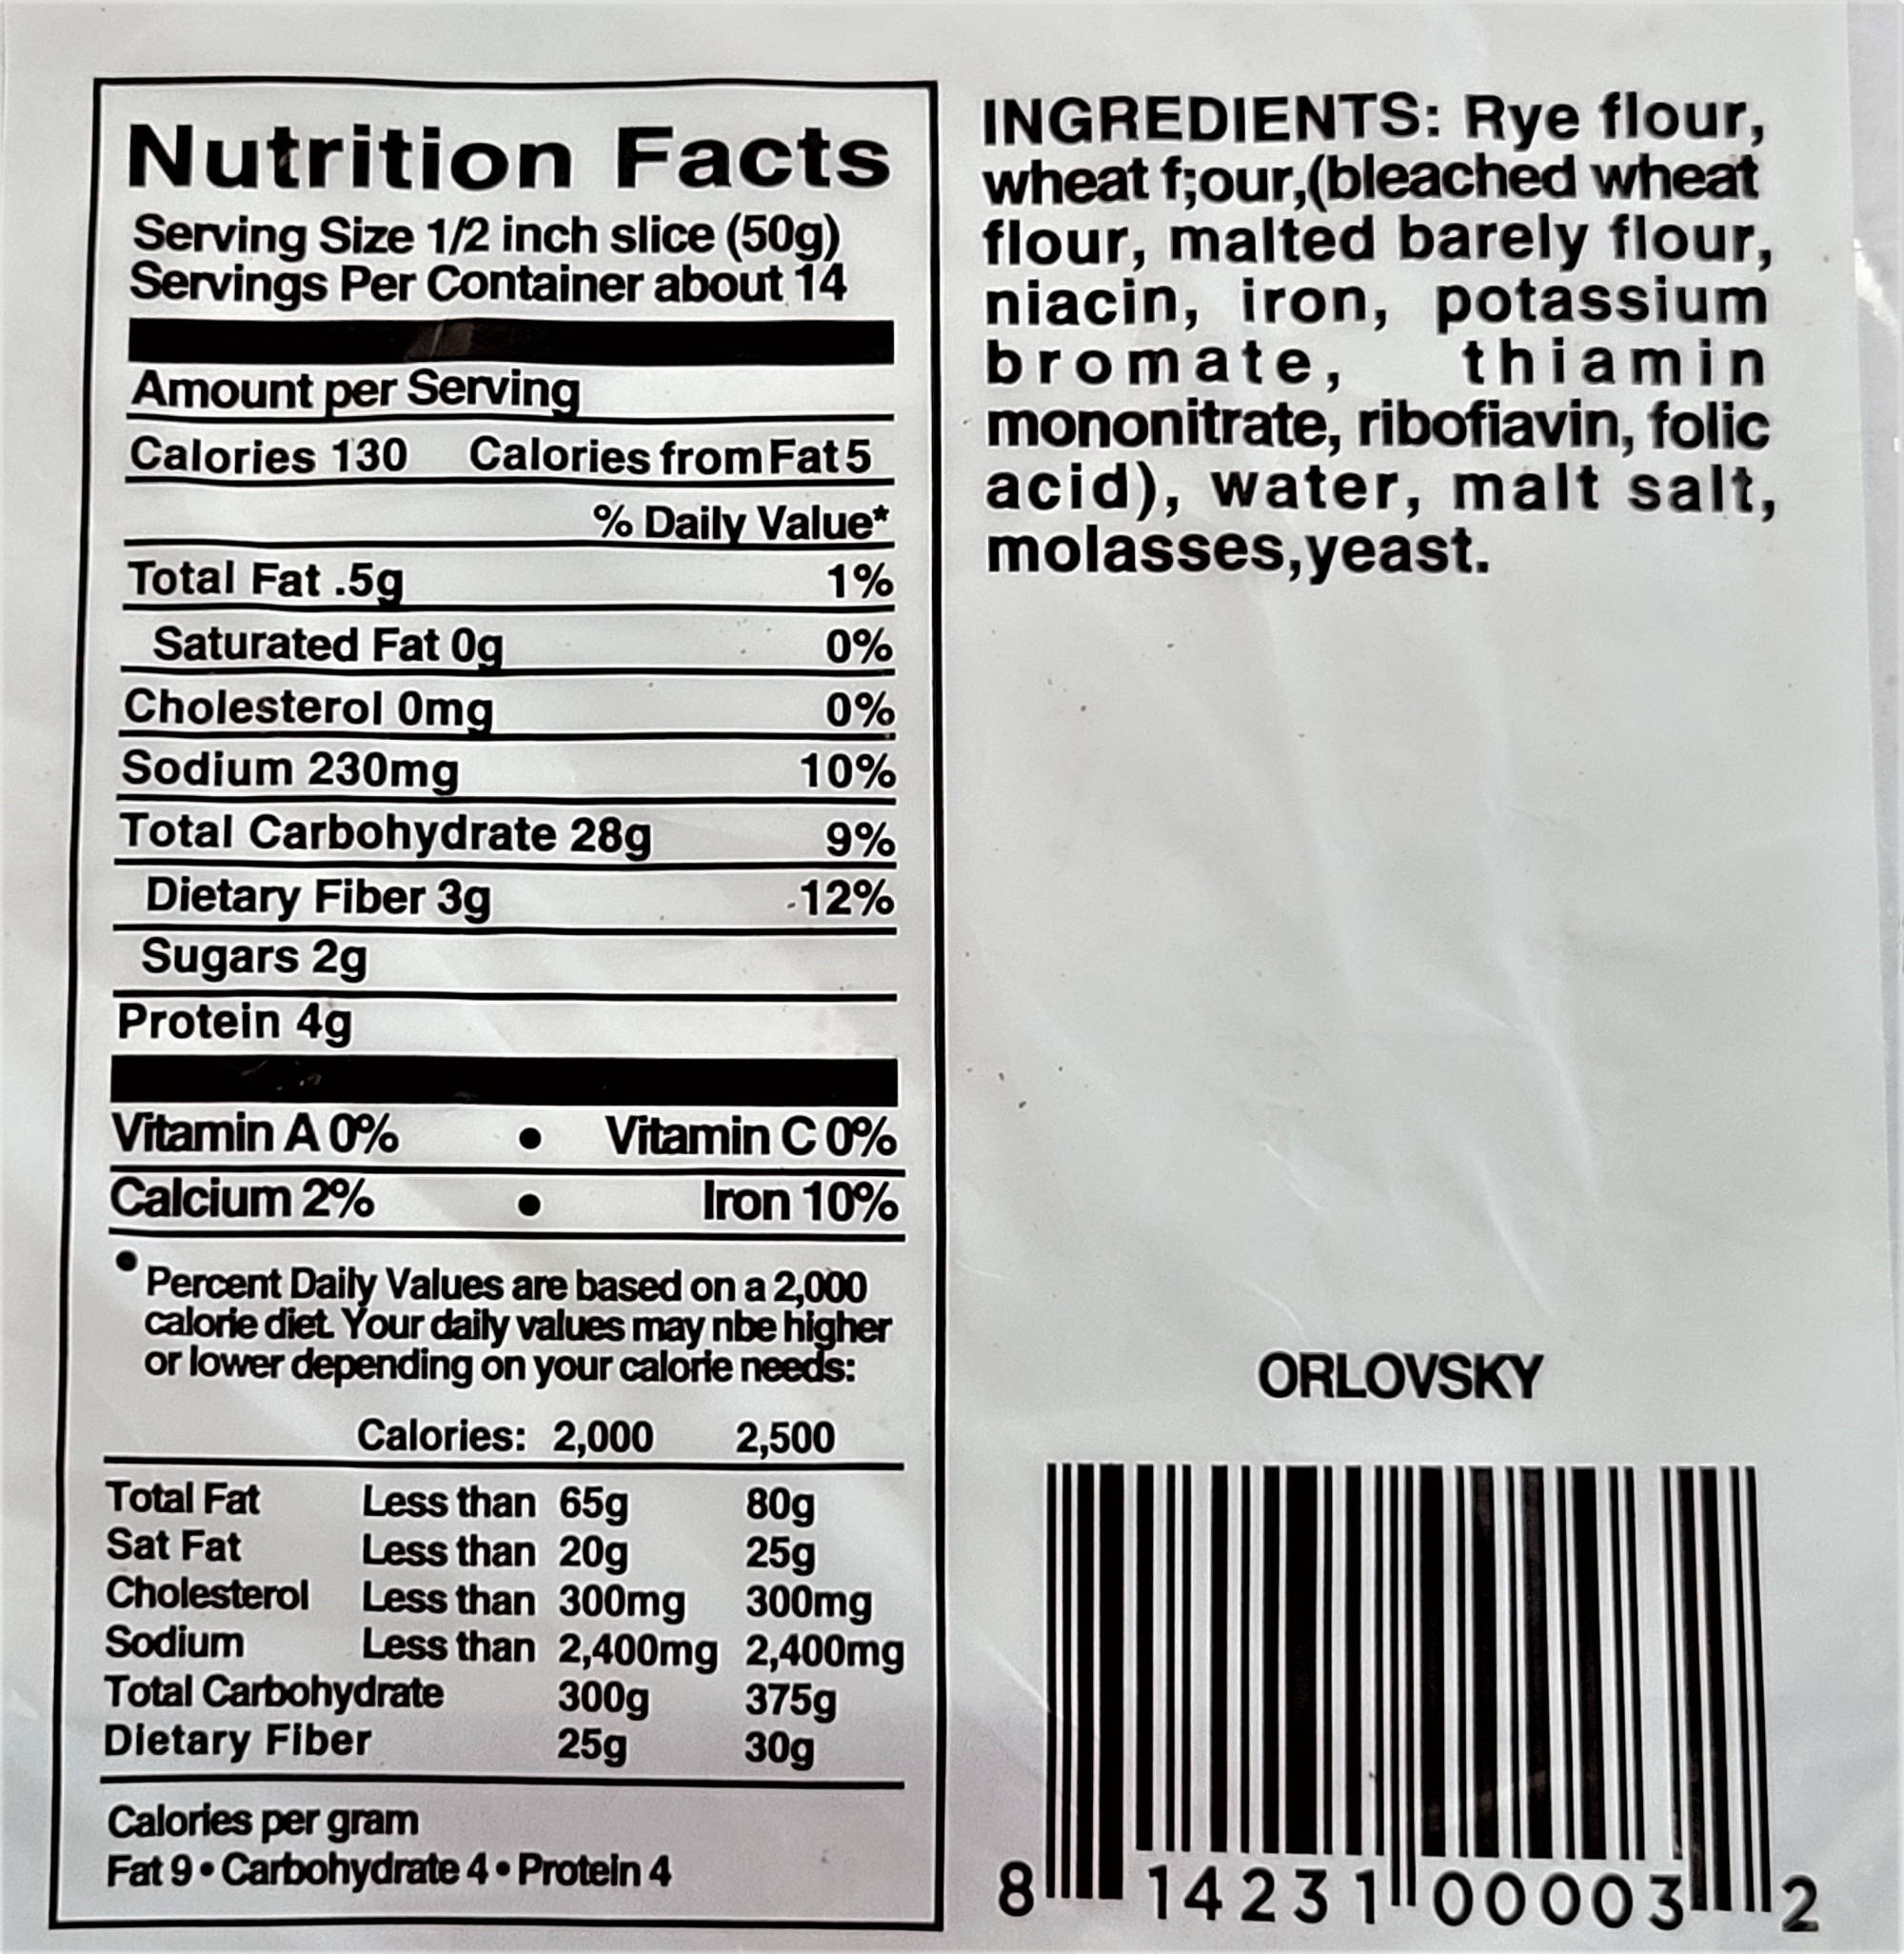 Nutrition Facts
Serving Size 1/2 inch slice (50g)
Servings Per Container about 14
Amount per Serving
Calories 130 Calories from Fat 5
% Daily Value*
Total Fat .5g 1%
Saturated Fat 0g 0%
Cholesterol 0mg 0%
Sodium 230mg 10%
Total Carbohydrate 28g 9%
Dietary Fiber 3g 12%
Sugars 2g
Protein 4g
Vitamin A 0% • Vitamin C 0%
Calcium 2% • Iron 10%
• Percent Daily Values are based on a 2,000
calorie diet. Your daily values may nbe higher
or lower depending on your calorie needs:
Calories: 2,000 2,500
Total Fat Less than 65g 80g
Sat Fat Less than 20g 25g
Cholesterol Less than 300mg 300mg
Sodium Less than 2,400mg 2,400mg
Total Carbohydrate 300g 375g
Dietary Fiber 25g 30g
Calories per gram
Fat 9 • Carbohydrate 4 • Protein 4
INGREDIENTS: Rye flour,
wheat f;our,(bleached wheat
flour, malted barely flour,
niacin, iron, potassium
bromate, thiamin
mononitrate, ribofiavin, folic
acid), water, malt salt,
molasses,yeast.
ORLOVSKY
8 14231 00003 2